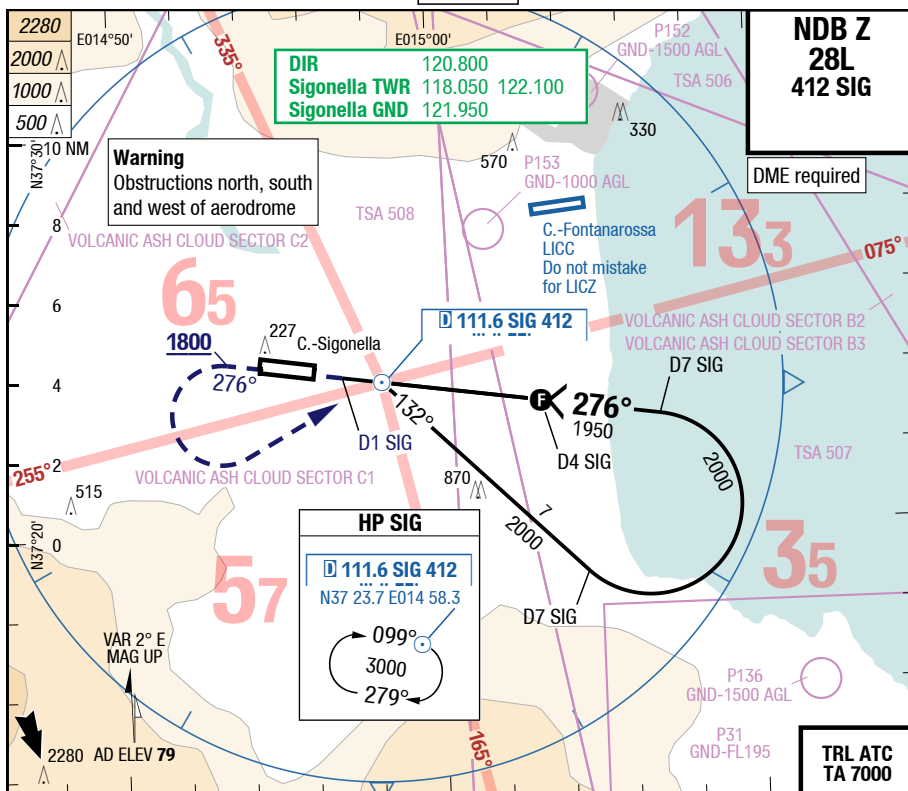 2280
2000
1000
500
E014°50'
335°
E015°00'
P152
GND-1500 AGL
TSA 506
NDB Z
28L
412 SIG
DIR 120.800
Sigonella TWR 118.050 122.100
Sigonella GND 121.950
330
570
N37°30'
10 NM
Warning
Obstructions north, south
and west of aerodrome
P153
GND-1000 AGL
DME required
TSA 508
8
VOLCANIC ASH CLOUD SECTOR C2
C.-Fontanarossa
LICC
Do not mistake
for LICZ
133
075°
65
6
D 111.6 SIG 412
VOLCANIC ASH CLOUD SECTOR B2
VOLCANIC ASH CLOUD SECTOR B3
1800
227
C.-Sigonella
D7 SIG
4
276°
132°
F
276°
1950
D1 SIG
D4 SIG
2
255°
VOLCANIC ASH CLOUD SECTOR C1
TSA 507
2000
515
870
7
2000
HP SIG
N37°20'
0
57
35
D 111.6 SIG 412
N37 23.7 E014 58.3
D7 SIG
099°
3000
279°
VAR 2° E
MAG UP
P136
GND-1500 AGL
2280
AD ELEV 79
165°
P31
GND-FL195
TRL ATC
TA 7000